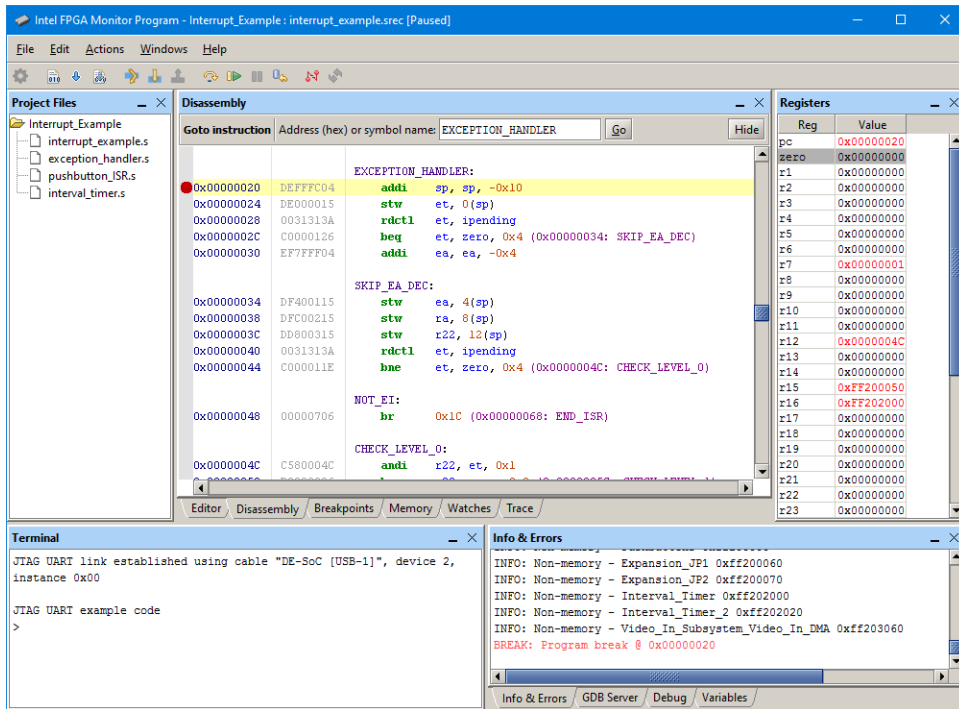 Intel FPGA Monitor Program - Interrupt_Example : interrupt_example.srec [Paused]
File Edit Actions Windows Help
Project Files
Interrupt_Example
interrupt_example.s
exception_handler.s
pushbutton_ISR.s
interval_timer.s
Disassembly
Goto instruction Address (hex) or symbol name: EXCEPTION_HANDLER Go Hide
EXCEPTION_HANDLER:
0x00000020 DEFFFC04 addi sp, sp, -0x10
0x00000024 DE000015 stw et, 0(sp)
0x00000028 0031313A rdctl et, ipending
0x0000002C C0000126 beq et, zero, 0x4 (0x00000034: SKIP_EA_DEC)
0x00000030 EF7FFF04 addi ea, ea, -0x4
SKIP_EA_DEC:
0x00000034 DF400115 stw ea, 4(sp)
0x00000038 DFC00215 stw ra, 8(sp)
0x0000003C DD800315 stw r22, 12(sp)
0x00000040 0031313A rdctl et, ipending
0x00000044 C000011E bne et, zero, 0x4 (0x0000004C: CHECK_LEVEL_0)
NOT_EI:
0x00000048 00000706 br 0x1C (0x00000068: END_ISR)
CHECK_LEVEL_0:
0x0000004C C580004C andi r22, et, 0x1
Editor Disassembly Breakpoints Memory Watches Trace
Registers
Reg Value
pc 0x00000020
zero 0x00000000
r1 0x00000000
r2 0x00000000
r3 0x00000000
r4 0x00000000
r5 0x00000000
r6 0x00000000
r7 0x00000001
r8 0x00000000
r9 0x00000000
r10 0x00000000
r11 0x00000000
r12 0x0000004C
r13 0x00000000
r14 0x00000000
r15 0xFF200050
r16 0xFF202000
r17 0x00000000
r18 0x00000000
r19 0x00000000
r20 0x00000000
r21 0x00000000
r22 0x00000000
r23 0x00000000
Terminal
JTAG UART link established using cable "DE-SoC [USB-1]", device 2,
instance 0x00
JTAG UART example code
>
Info & Errors
INFO: Non-memory - Expansion_JP1 0xff200060
INFO: Non-memory - Expansion_JP2 0xff200070
INFO: Non-memory - Interval_Timer 0xff202000
INFO: Non-memory - Interval_Timer_2 0xff202020
INFO: Non-memory - Video_In_Subsystem_Video_In_DMA 0xff203060
BREAK: Program break @ 0x00000020
Info & Errors GDB Server Debug Variables